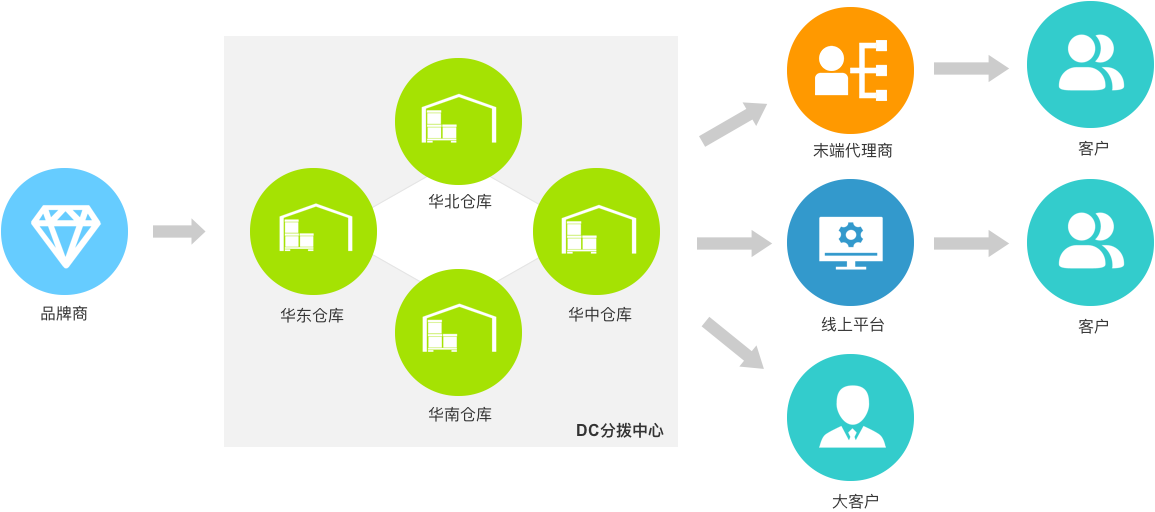 品牌商
华北仓库
华东仓库
华中仓库
华南仓库
DC分拨中心
末端代理商
客户
线上平台
客户
大客户